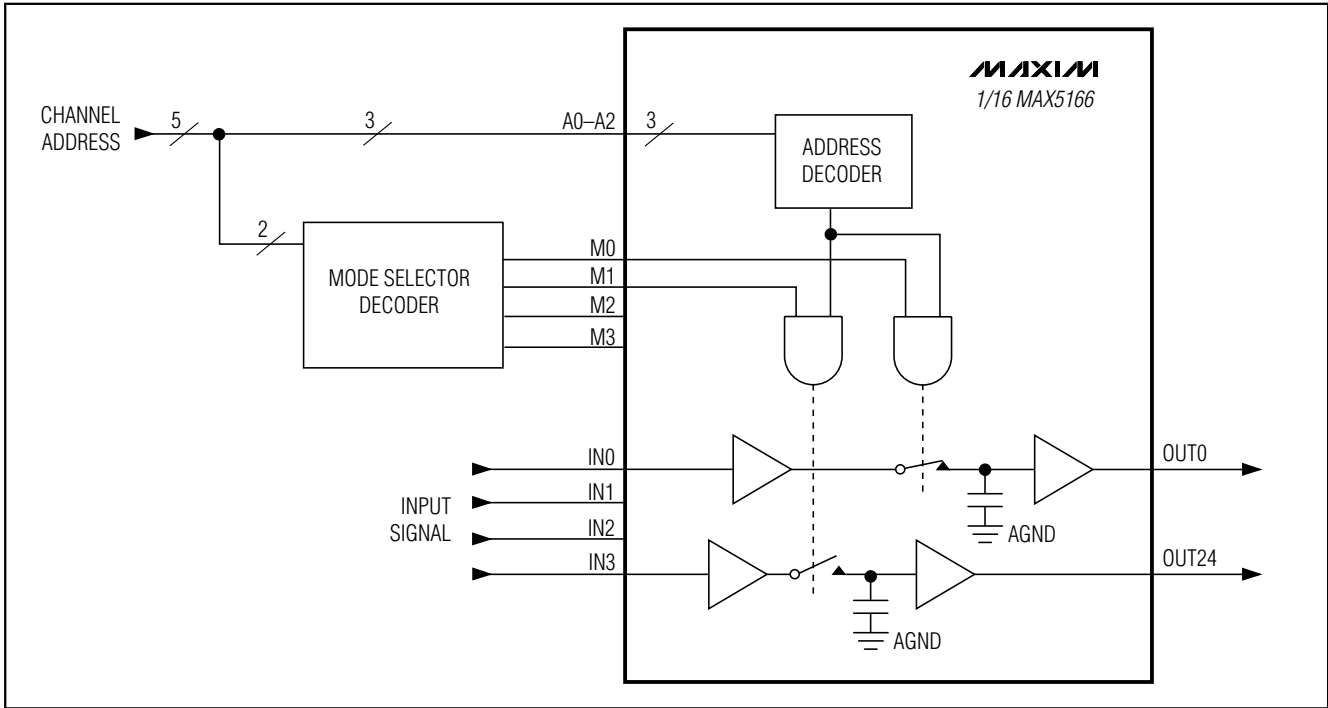 MAXIM
1/16 MAX5166
CHANNEL
ADDRESS
5
3
A0–A2
3
ADDRESS
DECODER
2
MODE SELECTOR
DECODER
M0
M1
M2
M3
INPUT
SIGNAL
IN0
IN1
IN2
IN3
OUT0
AGND
OUT24
AGND